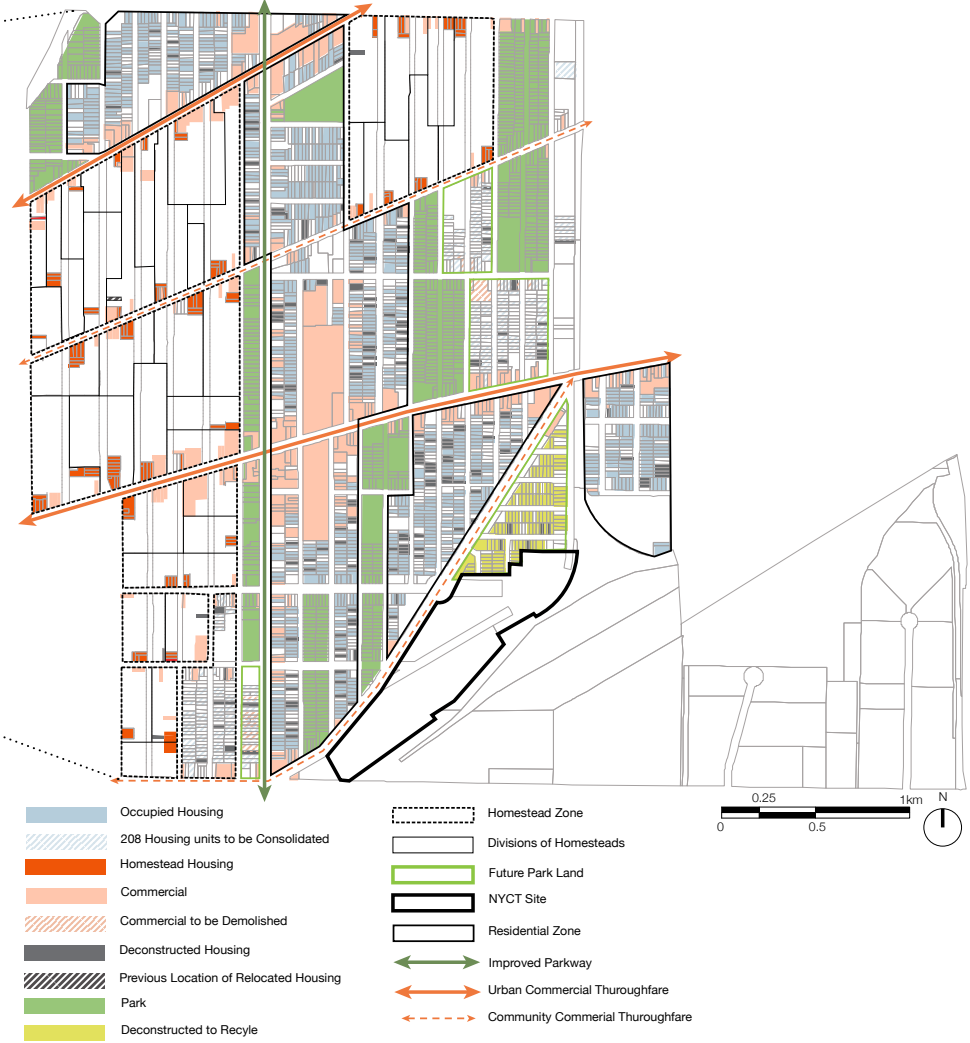 Occupied Housing
208 Housing units to be Consolidated
Homestead Housing
Commercial
Commercial to be Demolished
Deconstructed Housing
Previous Location of Relocated Housing
Park
Deconstructed to Recyle
Homestead Zone
Divisions of Homesteads
Future Park Land
NYCT Site
Residential Zone
Improved Parkway
Urban Commercial Thuroughfare
Community Commerial Thuroughfare
0.25 1km N
0 0.5